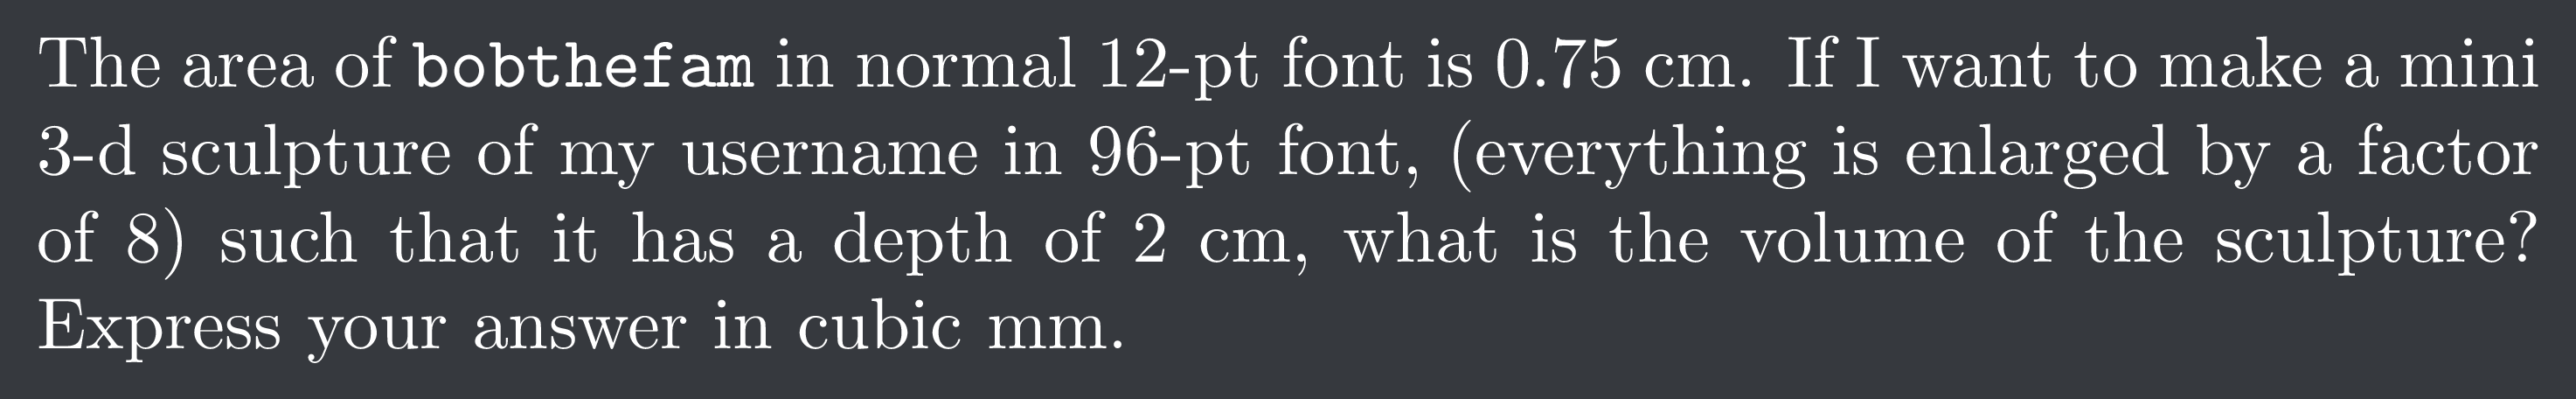 The area of bobthefam in normal 12-pt font is 0.75 cm. If I want to make a mini
3-d sculpture of my username in 96-pt font, (everything is enlarged by a factor
of 8) such that it has a depth of 2 cm, what is the volume of the sculpture?
Express your answer in cubic mm.